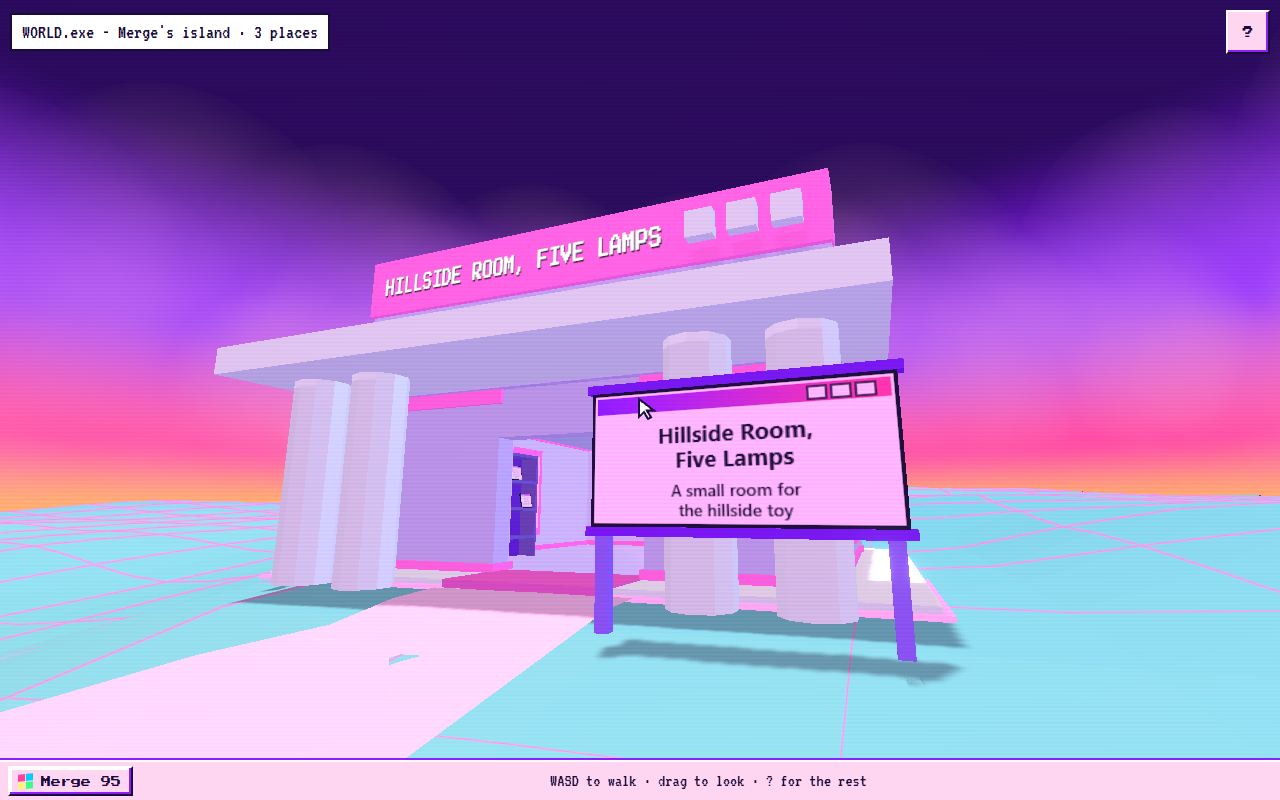 WORLD.exe - Merge's island · 3 places
?
HILLSIDE ROOM, FIVE LAMPS
Hillside Room,
Five Lamps
A small room for
the hillside toy
Merge 95
WASD to walk · drag to look · ? for the rest